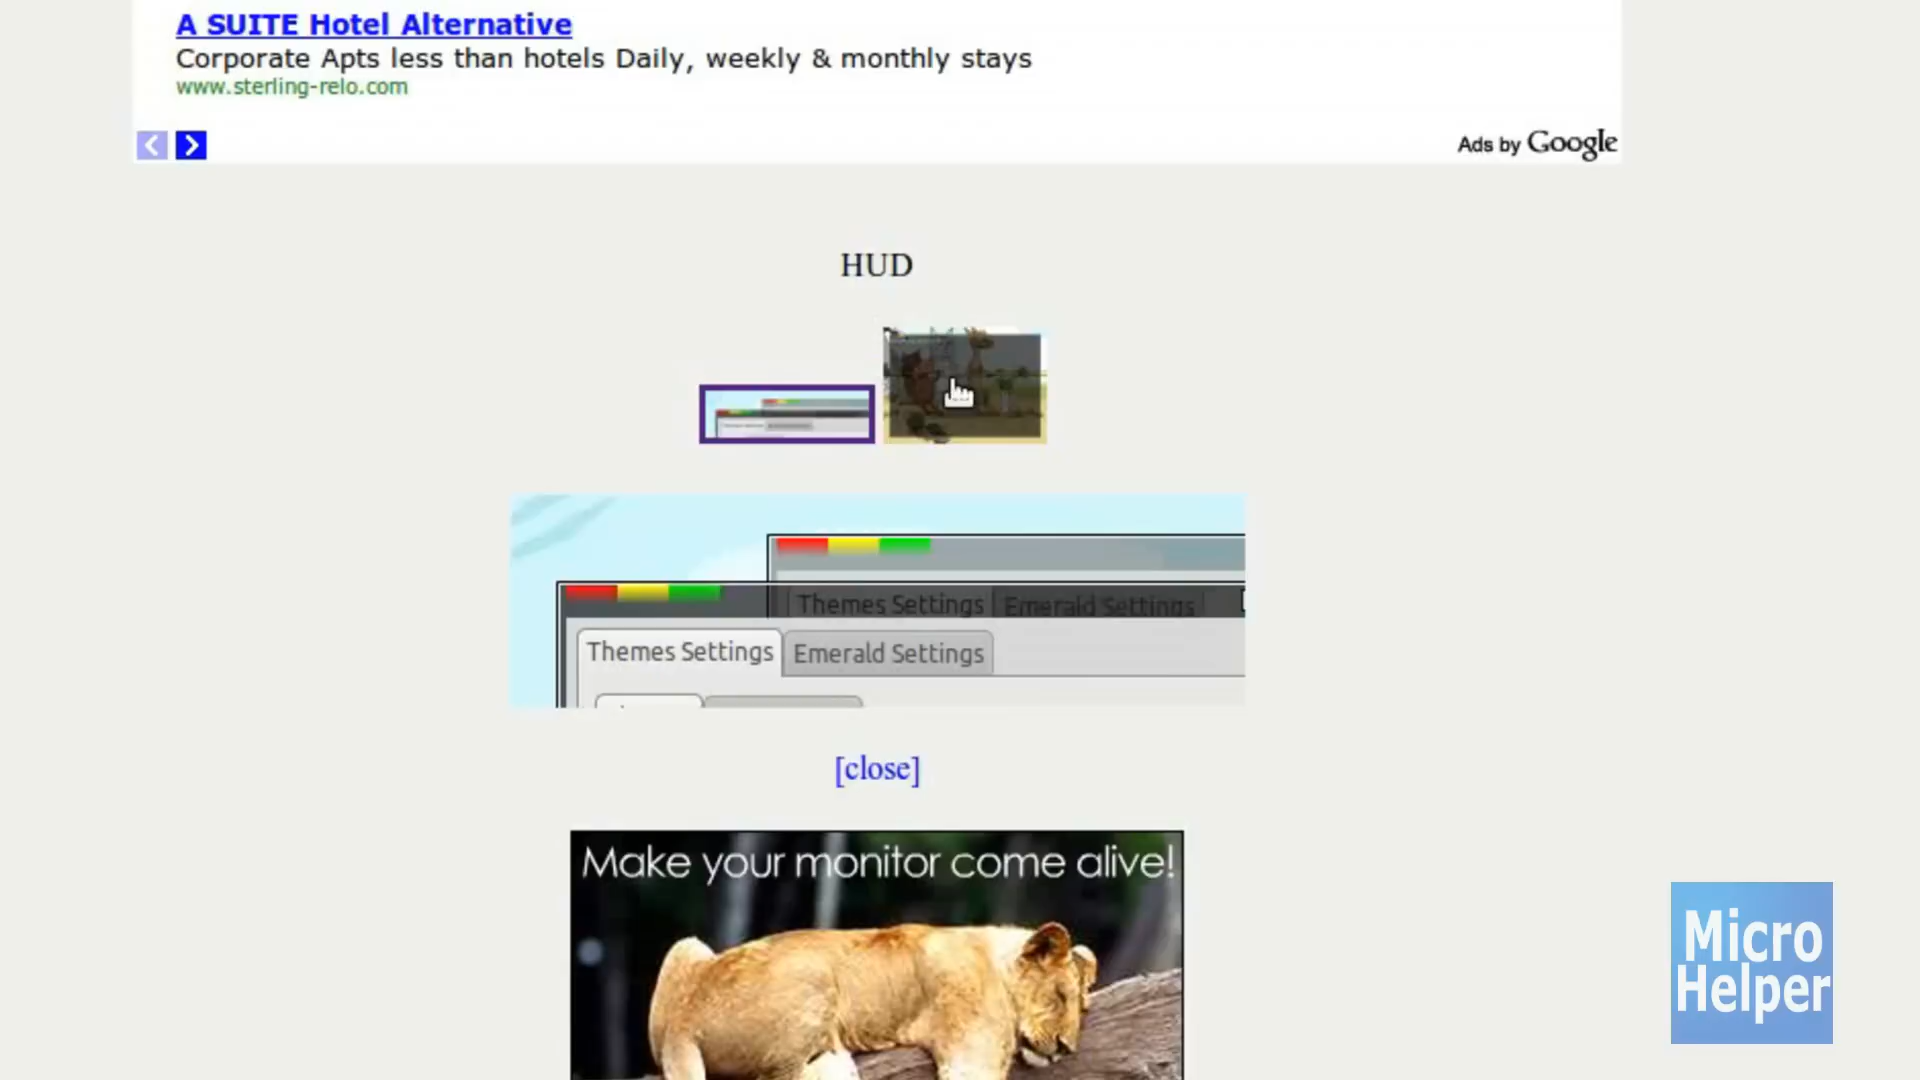 A SUITE Hotel Alternative
Corporate Apts less than hotels Daily, weekly & monthly stays
www.sterling-relo.com
Ads by Google
HUD
Themes Settings Emerald Settings
Themes Settings Emerald Settings
[close]
Make your monitor come alive!
Micro
Helper